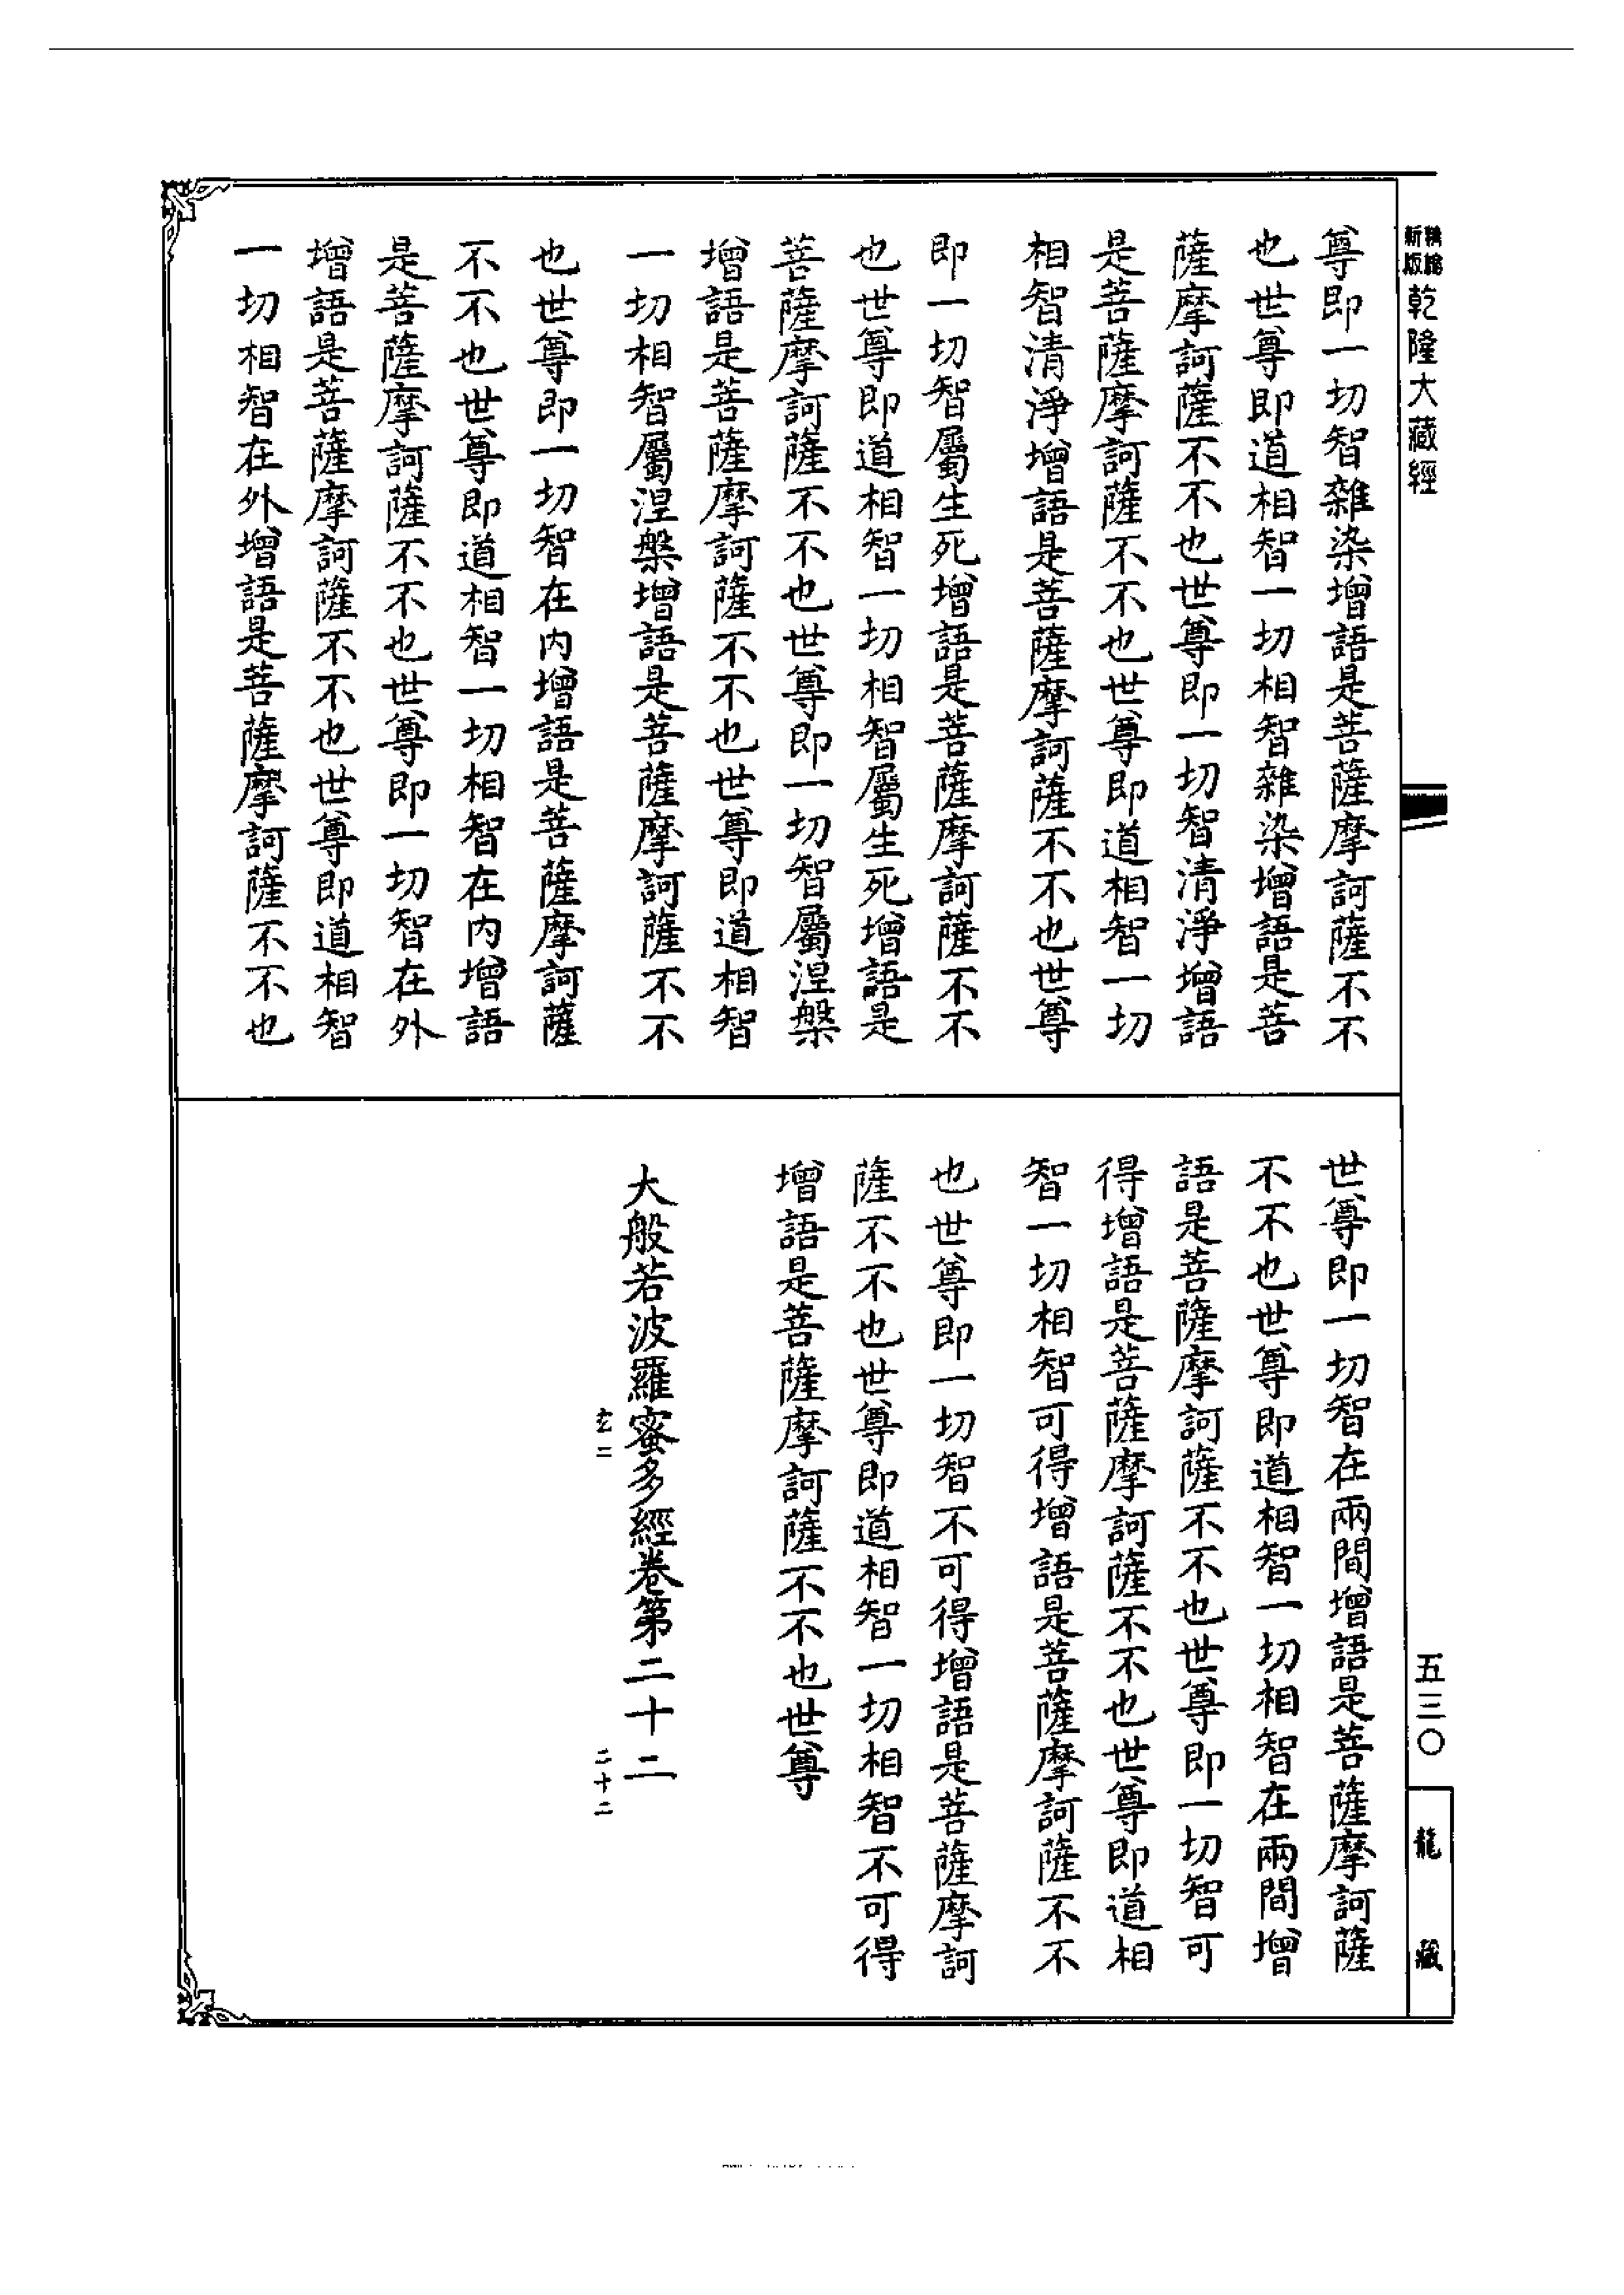 新版
精縮
乾隆大藏經
尊即一切智雜染增語是菩薩摩訶薩不不
也世尊即道相智一切相智雜染增語是菩
薩摩訶薩不不也世尊即一切智清淨增語
是菩薩摩訶薩不不也世尊即道相智一切
相智清淨增語是菩薩摩訶薩不不也世尊
即一切智屬生死增語是菩薩摩訶薩不不
也世尊即道相智一切相智屬生死增語是
菩薩摩訶薩不不也世尊即一切智屬涅槃
增語是菩薩摩訶薩不不也世尊即道相智
一切相智屬涅槃增語是菩薩摩訶薩不不
也世尊即一切智在内增語是菩薩摩訶薩
不不也世尊即道相智一切相智在内增語
是菩薩摩訶薩不不也世尊即一切智在外
增語是菩薩摩訶薩不不也世尊即道相智
一切相智在外增語是菩薩摩訶薩不不也
世尊即一切智在兩間增語是菩薩摩訶薩
不不也世尊即道相智一切相智在兩間增
語是菩薩摩訶薩不不也世尊即一切智可
得增語是菩薩摩訶薩不不也世尊即道相
智一切相智可得增語是菩薩摩訶薩不不
也世尊即一切智不可得增語是菩薩摩訶
薩不不也世尊即道相智一切相智不可得
增語是菩薩摩訶薩不不也世尊
大般若波羅蜜多經卷第二十二
玄二
二十二
五三〇
龍藏